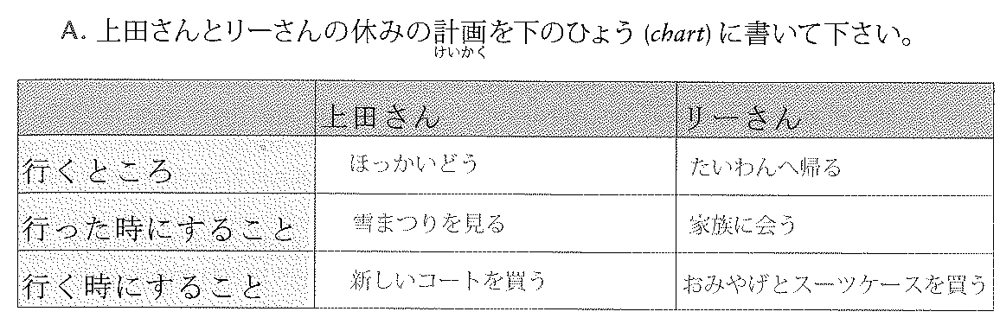 A. 上田さんとリーさんの休みの計画を下のひょう (chart) に書いて下さい。
けいかく
上田さん リーさん
行くところ ほっかいどう たいわんへ帰る
行った時にすること 雪まつりを見る 家族に会う
行く時にすること 新しいコートを買う おみやげとスーツケースを買う